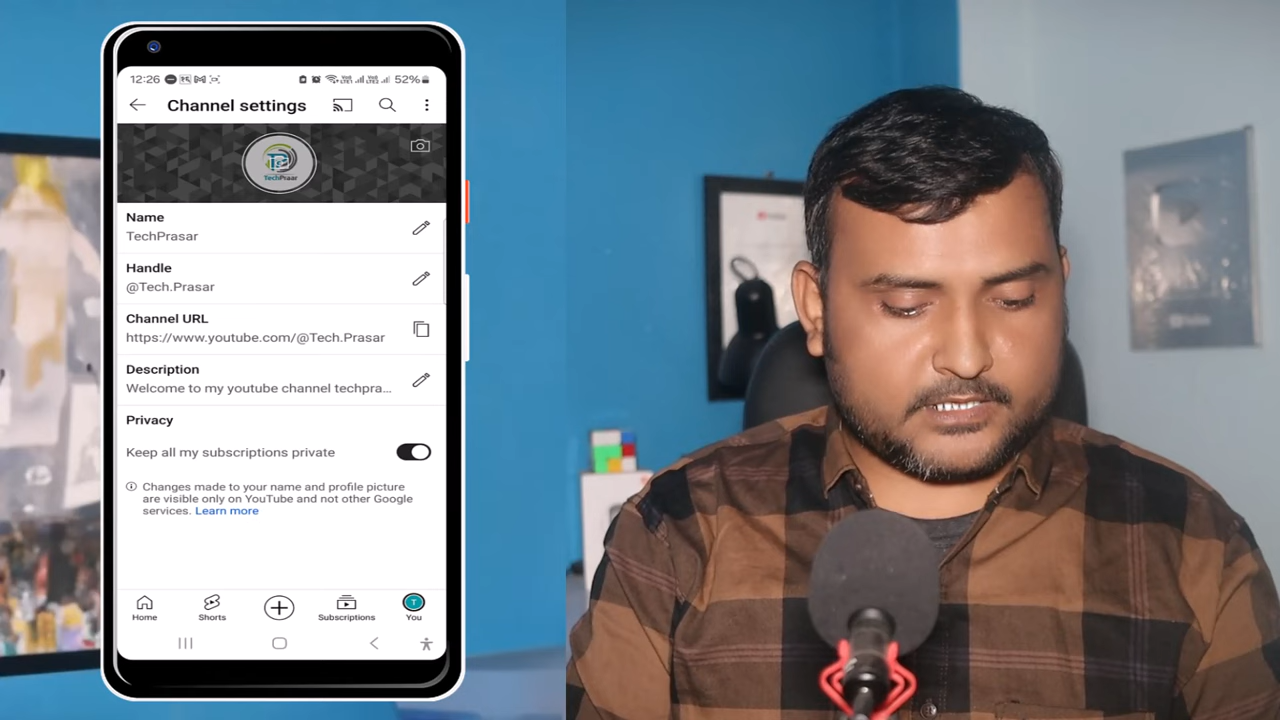 12:26
52%
Channel settings
TechPraar
Name
TechPrasar
Handle
@Tech.Prasar
Channel URL
https://www.youtube.com/@Tech.Prasar
Description
Welcome to my youtube channel techpra...
Privacy
Keep all my subscriptions private
Changes made to your name and profile picture
are visible only on YouTube and not other Google
services. Learn more
T
Home
Shorts
Subscriptions
You